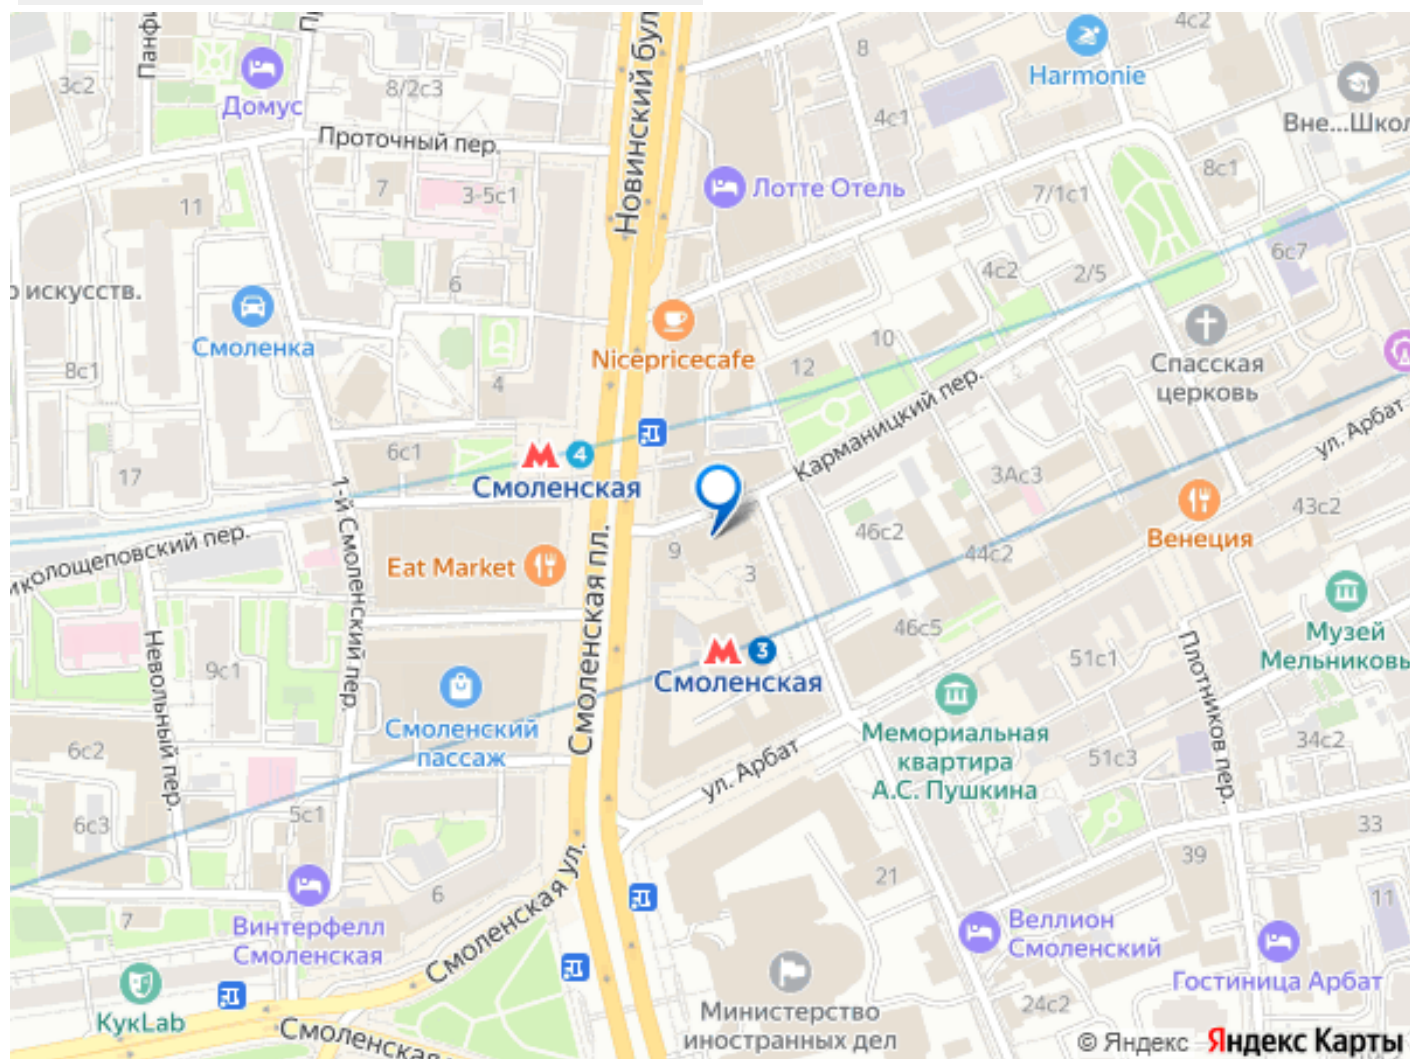 3с2
Панф
Домус
8/2с3
Проточный пер.
7
3-5с1
11
6
о искусств.
Смоленка
8с1
4
17
6с1
Новинский бул
8
4с1
4с2
Harmonie
Вне...Школ
8с1
Лотте Отель
7/1с1
6с7
4с2
2/5
Nicepricecafe
10
12
Спасская
церковь
Карманицкий пер.
ул. Арбат
4
Смоленская
1-й Смоленский пер.
иколощеповский пер.
Eat Market
Смоленская пл.
9
3
46с2
3Ас3
44с2
Венеция
43с2
46с5
3
Смоленская
Невольный пер.
9с1
Смоленский
пассаж
6с2
6с3
5с1
51с1
Музей
Мельниковы
Плотников пер.
Мемориальная
квартира
А.С. Пушкина
34с2
51с3
ул. Арбат
33
39
21
11
6
7
Винтерфелл
Смоленская
Смоленская ул.
КукLab
Смоленская
Веллион
Смоленский
Гостиница Арбат
Министерство
иностранных дел
24с2
© Яндекс Яндекс Карты